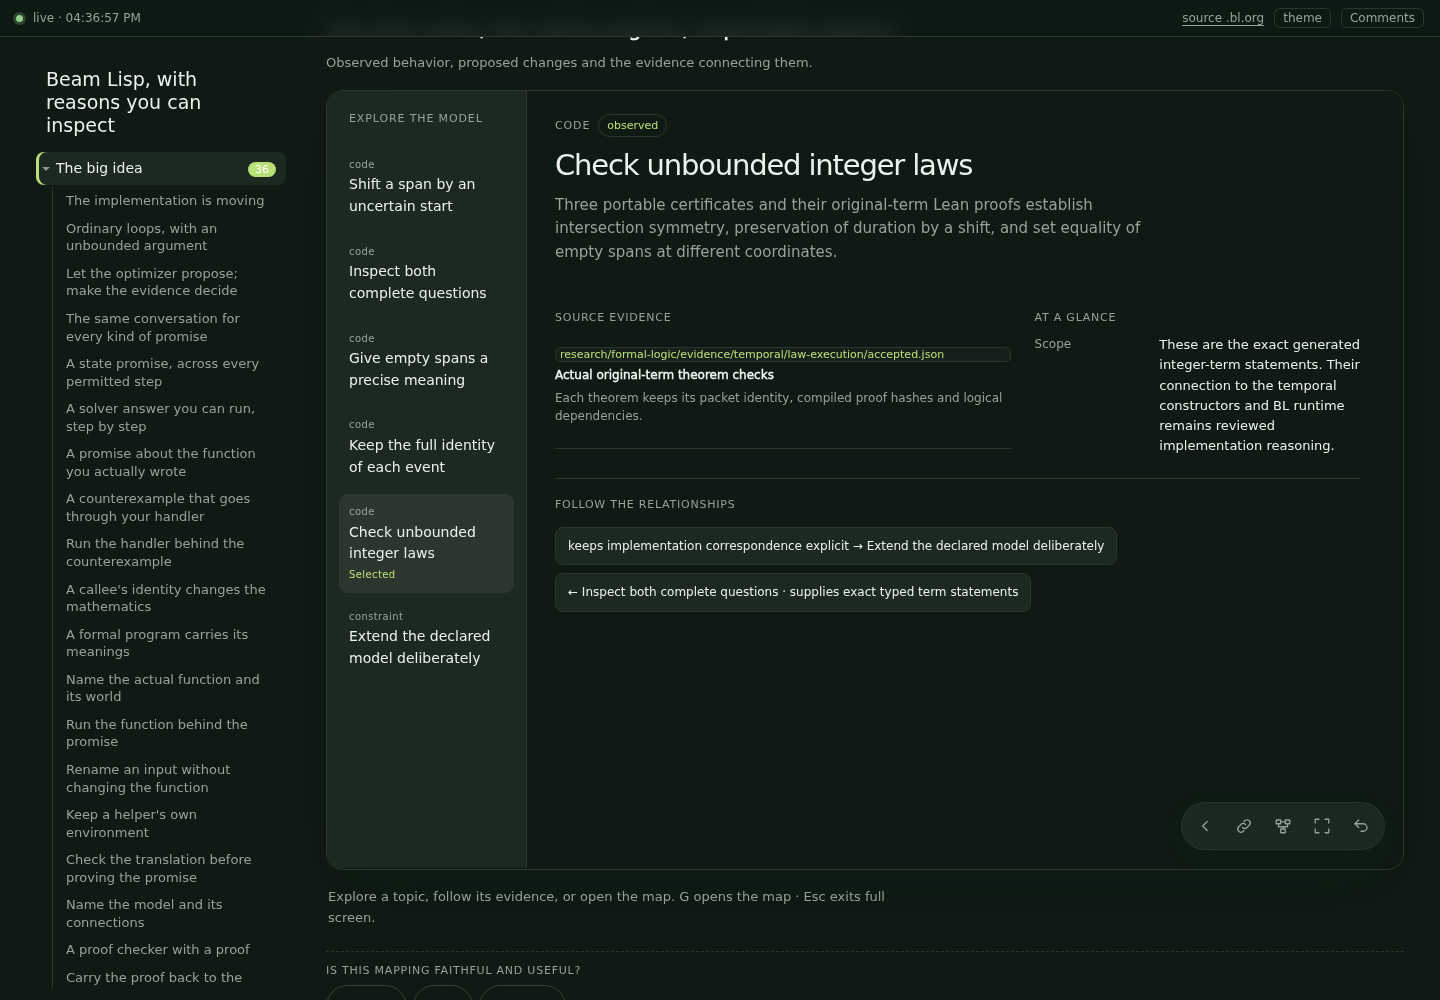 live · 04:36:57 PM
source .bl.org
theme
Comments
Beam Lisp, with
reasons you can
inspect
The big idea
36
The implementation is moving
Ordinary loops, with an
unbounded argument
Let the optimizer propose;
make the evidence decide
The same conversation for
every kind of promise
A state promise, across every
permitted step
A solver answer you can run,
step by step
A promise about the function
you actually wrote
A counterexample that goes
through your handler
Run the handler behind the
counterexample
A callee's identity changes the
mathematics
A formal program carries its
meanings
Name the actual function and
its world
Run the function behind the
promise
Rename an input without
changing the function
Keep a helper's own
environment
Check the translation before
proving the promise
Name the model and its
connections
A proof checker with a proof
Carry the proof back to the
Observed behavior, proposed changes and the evidence connecting them.
EXPLORE THE MODEL
code
Shift a span by an
uncertain start
code
Inspect both
complete questions
code
Give empty spans a
precise meaning
code
Keep the full identity
of each event
code
Check unbounded
integer laws
Selected
constraint
Extend the declared
model deliberately
CODE
observed
Check unbounded integer laws
Three portable certificates and their original-term Lean proofs establish
intersection symmetry, preservation of duration by a shift, and set equality of
empty spans at different coordinates.
SOURCE EVIDENCE
research/formal-logic/evidence/temporal/law-execution/accepted.json
Actual original-term theorem checks
Each theorem keeps its packet identity, compiled proof hashes and logical
dependencies.
AT A GLANCE
Scope
These are the exact generated
integer-term statements. Their
connection to the temporal
constructors and BL runtime
remains reviewed
implementation reasoning.
FOLLOW THE RELATIONSHIPS
keeps implementation correspondence explicit → Extend the declared model deliberately
← Inspect both complete questions · supplies exact typed term statements
Explore a topic, follow its evidence, or open the map. G opens the map · Esc exits full
screen.
IS THIS MAPPING FAITHFUL AND USEFUL?